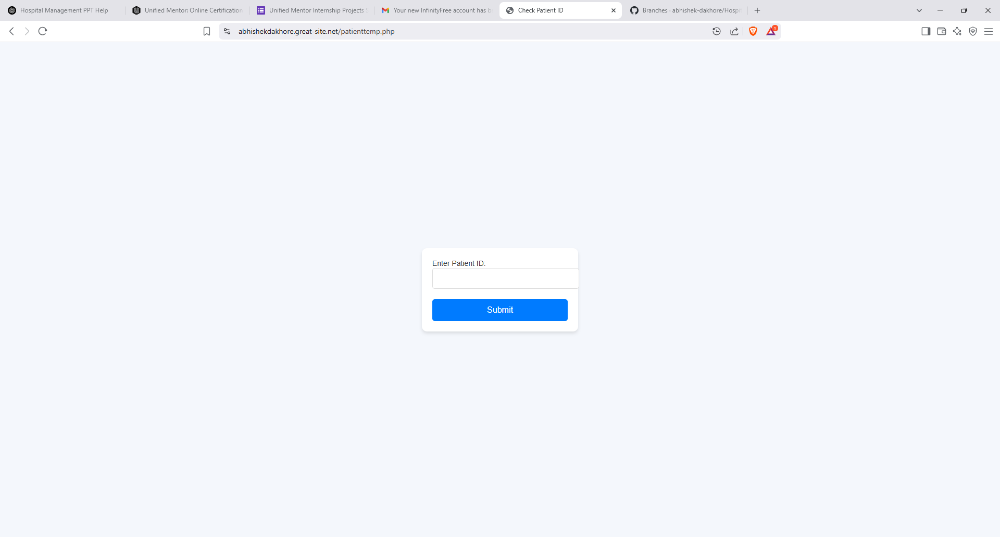 Hospital Management PPT Help
Unified Mentor: Online Certification
Unified Mentor Internship Projects S
Your new InfinityFree account has b
Check Patient ID
Branches · abhishek-dakhore/Hospi
abhishekdakhore.great-site.net/patienttemp.php
1
Enter Patient ID:
Submit